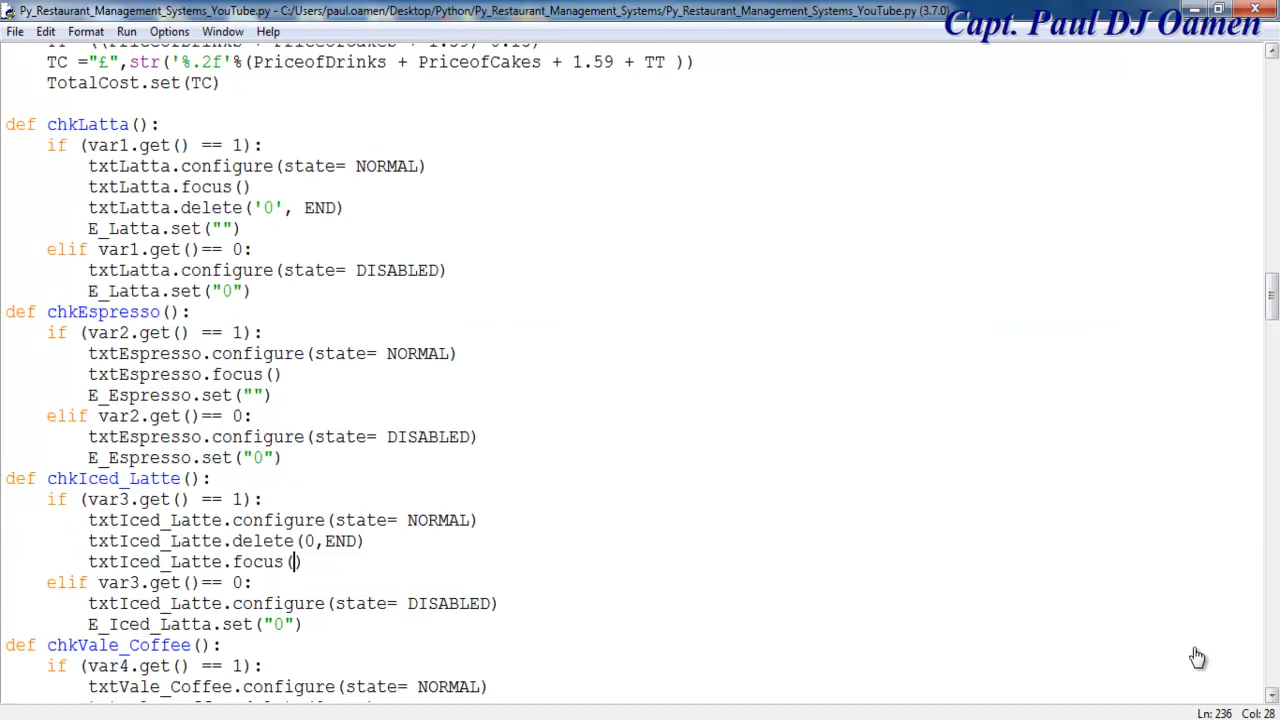 Py_Restaurant_Management_Systems_YouTube.py - C:/Users/paul.oamen/Desktop/Python/Py_Restaurant_Management_Systems/Py_Restaurant_Management_Systems_YouTube.py (3.7.0)
Capt. Paul DJ Oamen
File Edit Format Run Options Window Help
TC ="£",str('%.2f'%(PriceofDrinks + PriceofCakes + 1.59 + TT ))
TotalCost.set(TC)
def chkLatta():
if (var1.get() == 1):
txtLatta.configure(state= NORMAL)
txtLatta.focus()
txtLatta.delete('0', END)
E_Latta.set("")
elif var1.get()== 0:
txtLatta.configure(state= DISABLED)
E_Latta.set("0")
def chkEspresso():
if (var2.get() == 1):
txtEspresso.configure(state= NORMAL)
txtEspresso.focus()
E_Espresso.set("")
elif var2.get()== 0:
txtEspresso.configure(state= DISABLED)
E_Espresso.set("0")
def chkIced_Latte():
if (var3.get() == 1):
txtIced_Latte.configure(state= NORMAL)
txtIced_Latte.delete(0,END)
txtIced_Latte.focus()
elif var3.get()== 0:
txtIced_Latte.configure(state= DISABLED)
E_Iced_Latta.set("0")
def chkVale_Coffee():
if (var4.get() == 1):
txtVale_Coffee.configure(state= NORMAL)
Ln: 236 Col: 28